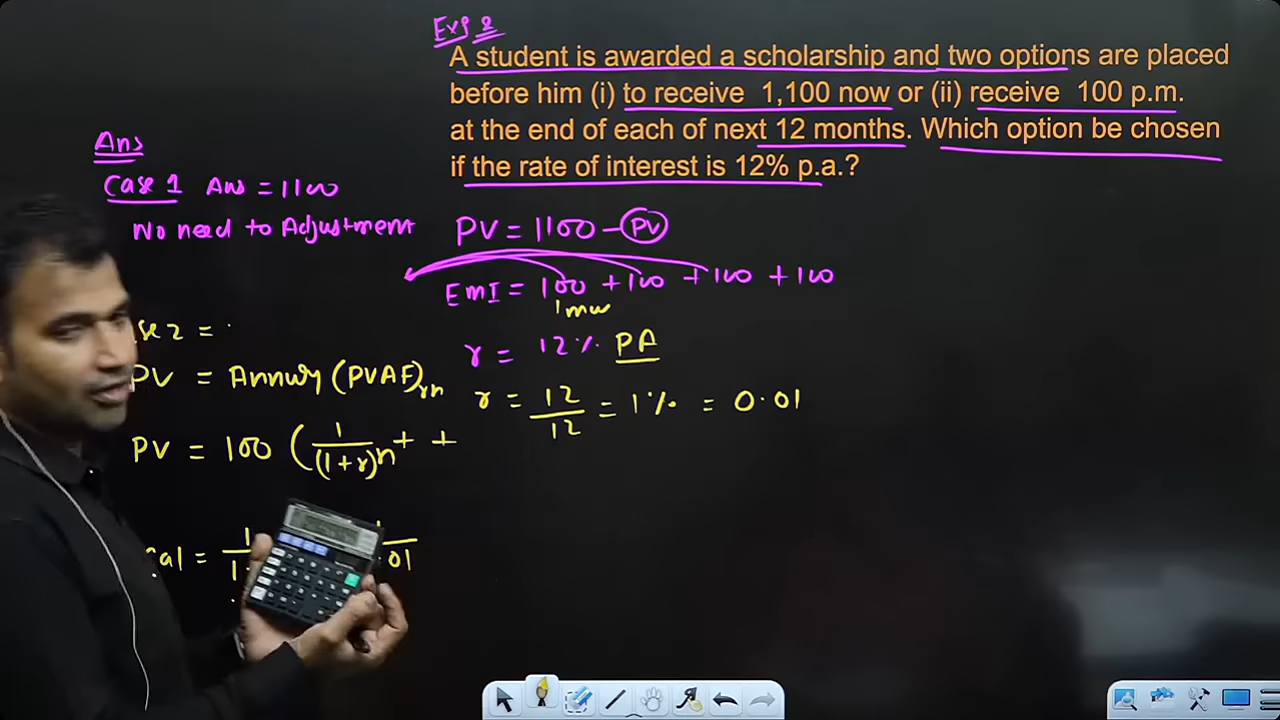 Exp 2
A student is awarded a scholarship and two options are placed
before him (i) to receive 1,100 now or (ii) receive 100 p.m.
at the end of each of next 12 months. Which option be chosen
if the rate of interest is 12% p.a.?
Ans
Case 1 Ans = 1100
No need to Adjustment
PV = 1100 - PV
EmI = 100 + 100 + 100 + 100
r = 12% PA
r = 12/12 = 1% = 0.01
2 =
PV = (PVAF)rn
PV = 100 ( 1/(1+r)n + +
= 1
.01